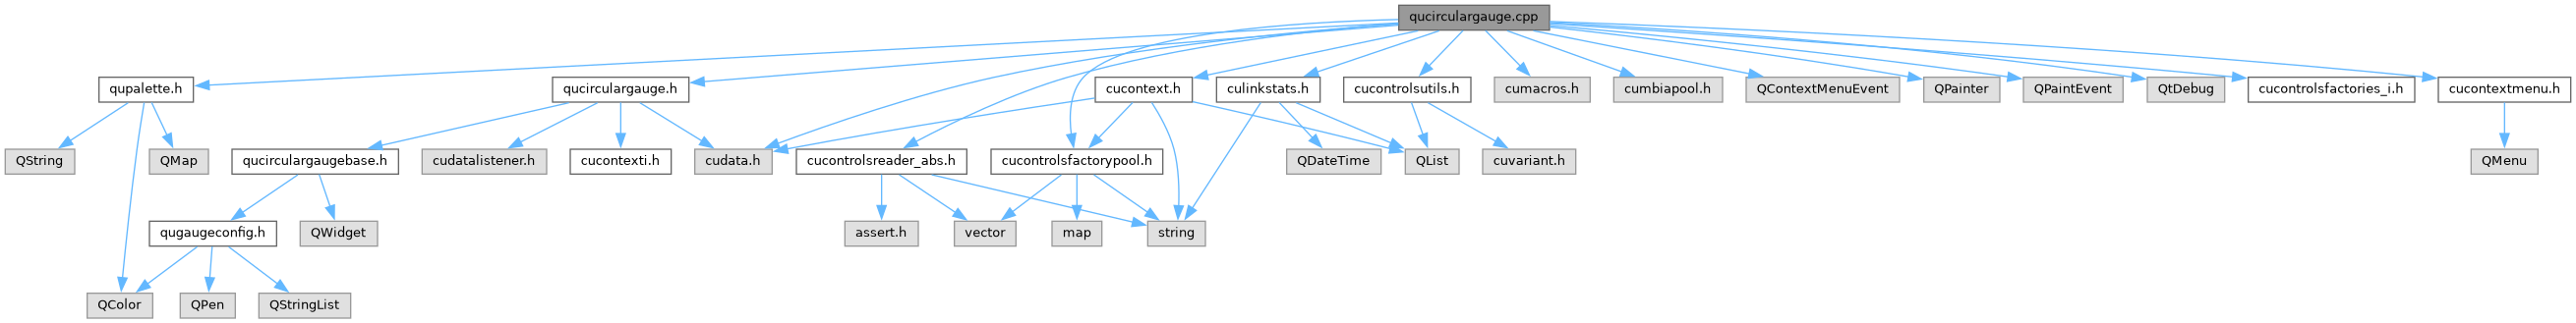 qucirculargauge.cpp
qupalette.h
qucirculargauge.h
cucontext.h
culinkstats.h
cucontrolsutils.h
cumacros.h
cumbiapool.h
QContextMenuEvent
QPainter
QPaintEvent
QtDebug
cucontrolsfactories_i.h
cucontextmenu.h
QString
QMap
qucirculargaugebase.h
cudatalistener.h
cucontexti.h
cudata.h
cucontrolsreader_abs.h
cucontrolsfactorypool.h
QDateTime
QList
cuvariant.h
QMenu
qugaugeconfig.h
QWidget
assert.h
vector
map
string
QColor
QPen
QStringList